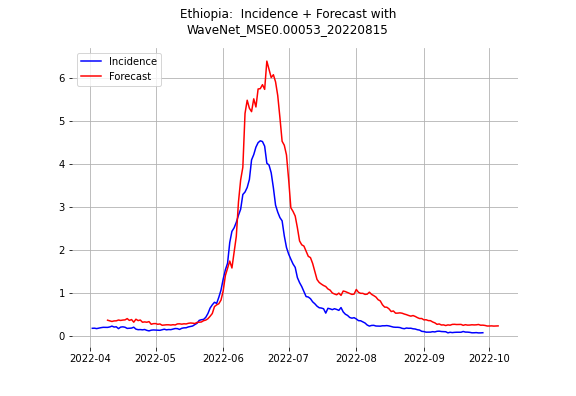 Ethiopia:  Incidence + Forecast with
WaveNet_MSE0.00053_20220815
Incidence
Forecast
6
5
4
3
2
1
0
2022-04 2022-05 2022-06 2022-07 2022-08 2022-09 2022-10